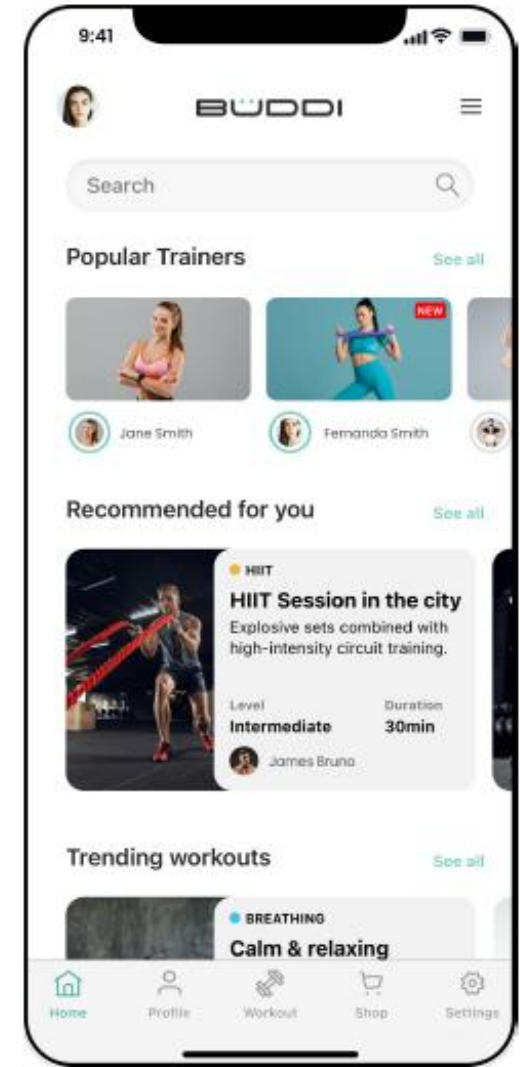 9:41
BÜDDI
Search
Popular Trainers
See all
NEW
Jane Smith
Fernanda Smith
Recommended for you
See all
HIIT
HIIT Session in the city
Explosive sets combined with
high-intensity circuit training.
Level
Duration
Intermediate
30min
James Bruno
Trending workouts
See all
BREATHING
Calm & relaxing
Home
Profile
Workout
Shop
Settings